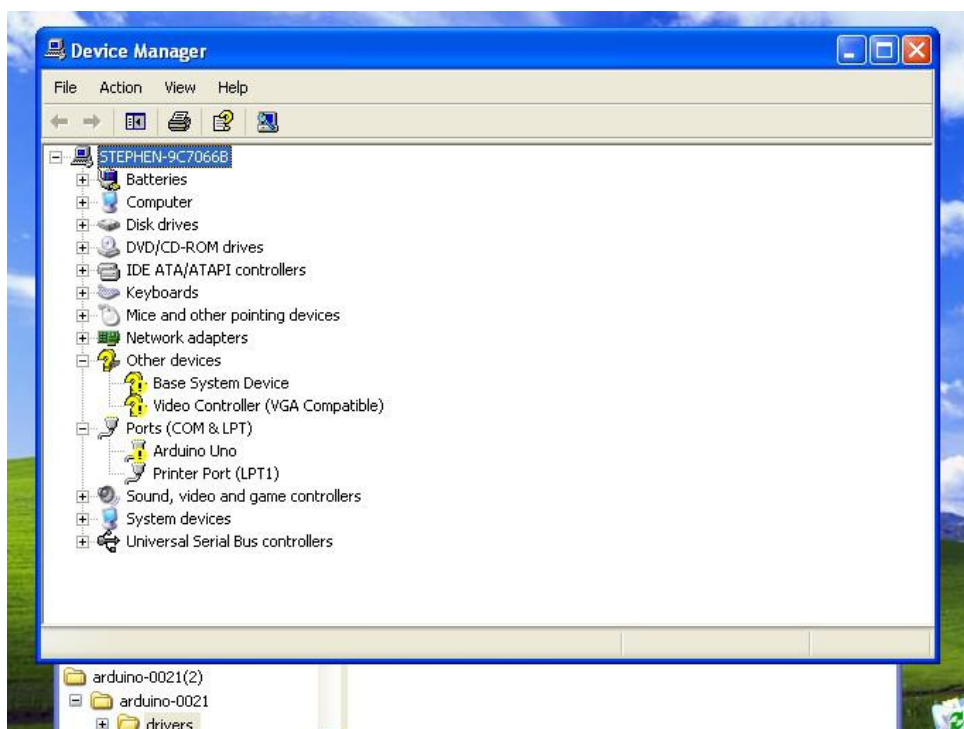 Device Manager
File Action View Help
STEPHEN-9C7066B
Batteries
Computer
Disk drives
DVD/CD-ROM drives
IDE ATA/ATAPI controllers
Keyboards
Mice and other pointing devices
Network adapters
Other devices
Base System Device
Video Controller (VGA Compatible)
Ports (COM & LPT)
Arduino Uno
Printer Port (LPT1)
Sound, video and game controllers
System devices
Universal Serial Bus controllers
arduino-0021(2)
arduino-0021
drivers